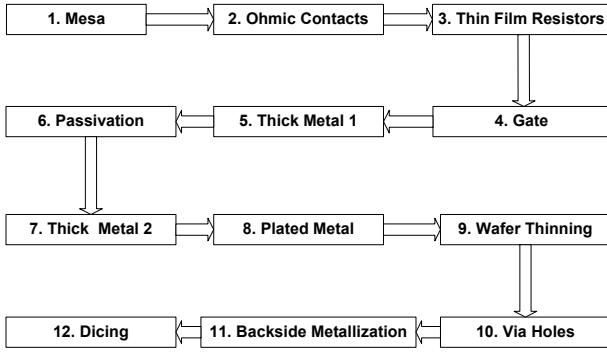 1. Mesa
2. Ohmic Contacts
3. Thin Film Resistors
4. Gate
5. Thick Metal 1
6. Passivation
7. Thick Metal 2
8. Plated Metal
9. Wafer Thinning
10. Via Holes
11. Backside Metallization
12. Dicing